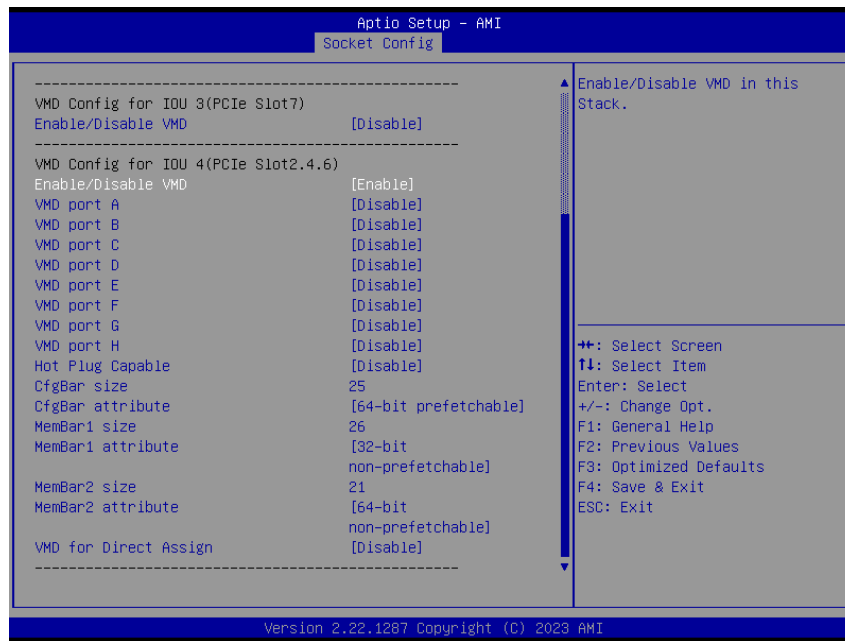 Aptio Setup – AMI
Socket Config
------------------------------------------------
VMD Config for IOU 3(PCIe Slot7)
Enable/Disable VMD [Disable]
------------------------------------------------
VMD Config for IOU 4(PCIe Slot2.4.6)
Enable/Disable VMD [Enable]
VMD port A [Disable]
VMD port B [Disable]
VMD port C [Disable]
VMD port D [Disable]
VMD port E [Disable]
VMD port F [Disable]
VMD port G [Disable]
VMD port H [Disable]
Hot Plug Capable [Disable]
CfgBar size 25
CfgBar attribute [64-bit prefetchable]
MemBar1 size 26
MemBar1 attribute [32-bit
non-prefetchable]
MemBar2 size 21
MemBar2 attribute [64-bit
non-prefetchable]
VMD for Direct Assign [Disable]
------------------------------------------------
Enable/Disable VMD in this
Stack.
→←: Select Screen
↑↓: Select Item
Enter: Select
+/-: Change Opt.
F1: General Help
F2: Previous Values
F3: Optimized Defaults
F4: Save & Exit
ESC: Exit
Version 2.22.1287 Copyright (C) 2023 AMI